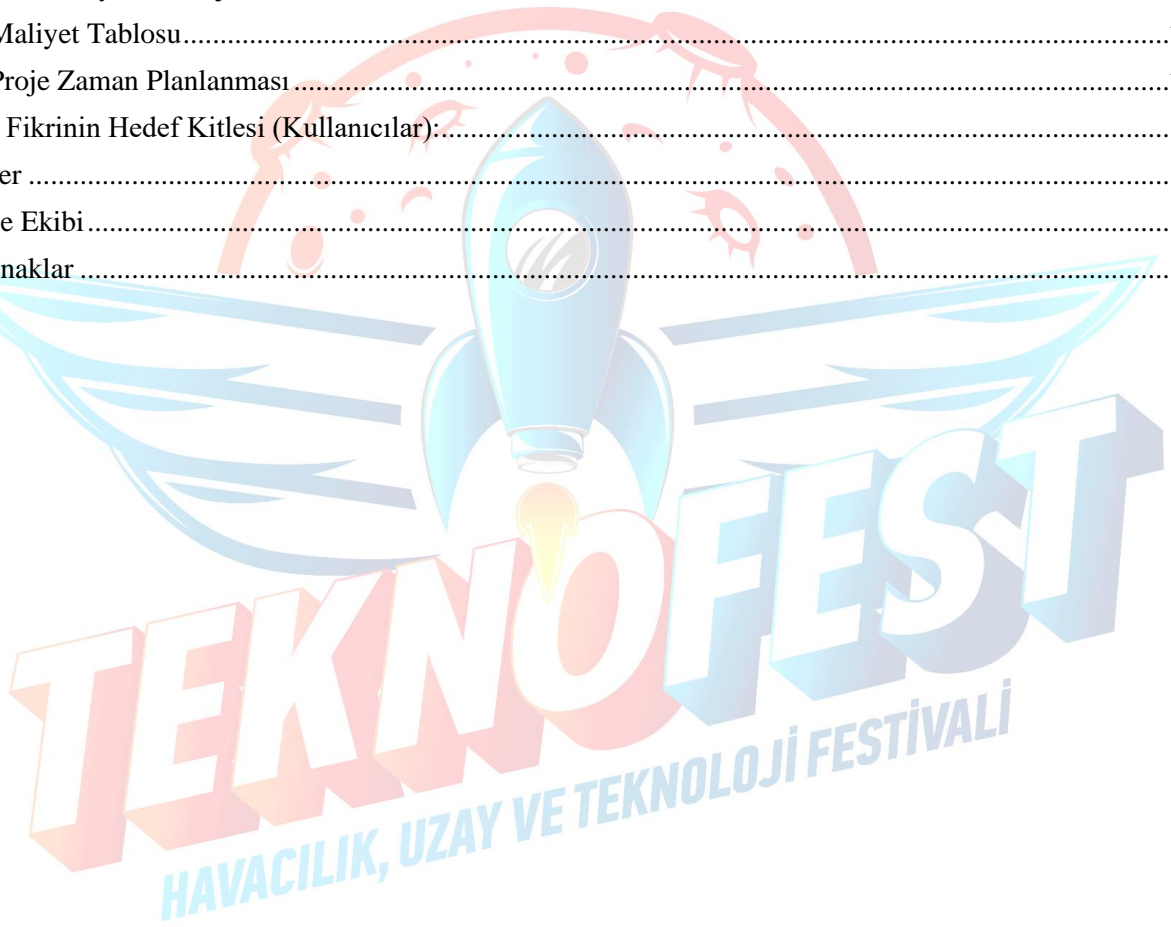 Maliyet Tablosu
Proje Zaman Planlanması
Fikrinin Hedef Kitlesi (Kullanıcılar):
er
e Ekibi
naklar
TEKNOFEST
HAVACILIK, UZAY VE TEKNOLOJİ FESTİVALİ